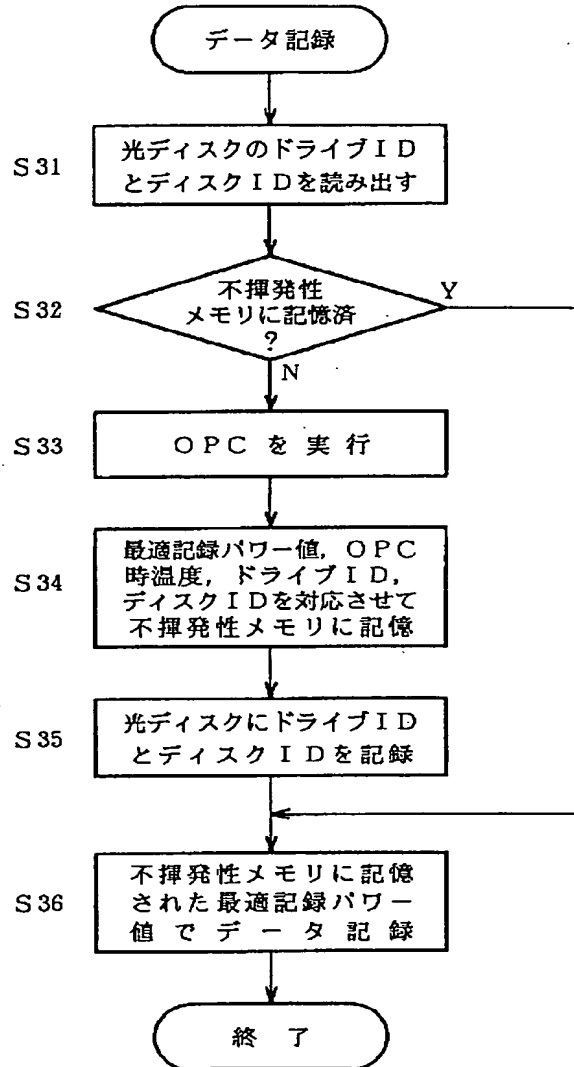 データ記録
S31
光ディスクのドライブID
とディスクIDを読み出す
S32
不揮発性
メモリに記憶済
?
Y
N
S33
OPCを実行
S34
最適記録パワー値,OPC
時温度,ドライブID,
ディスクIDを対応させて
不揮発性メモリに記憶
S35
光ディスクにドライブID
とディスクIDを記録
S36
不揮発性メモリに記憶
された最適記録パワー
値でデータ記録
終了